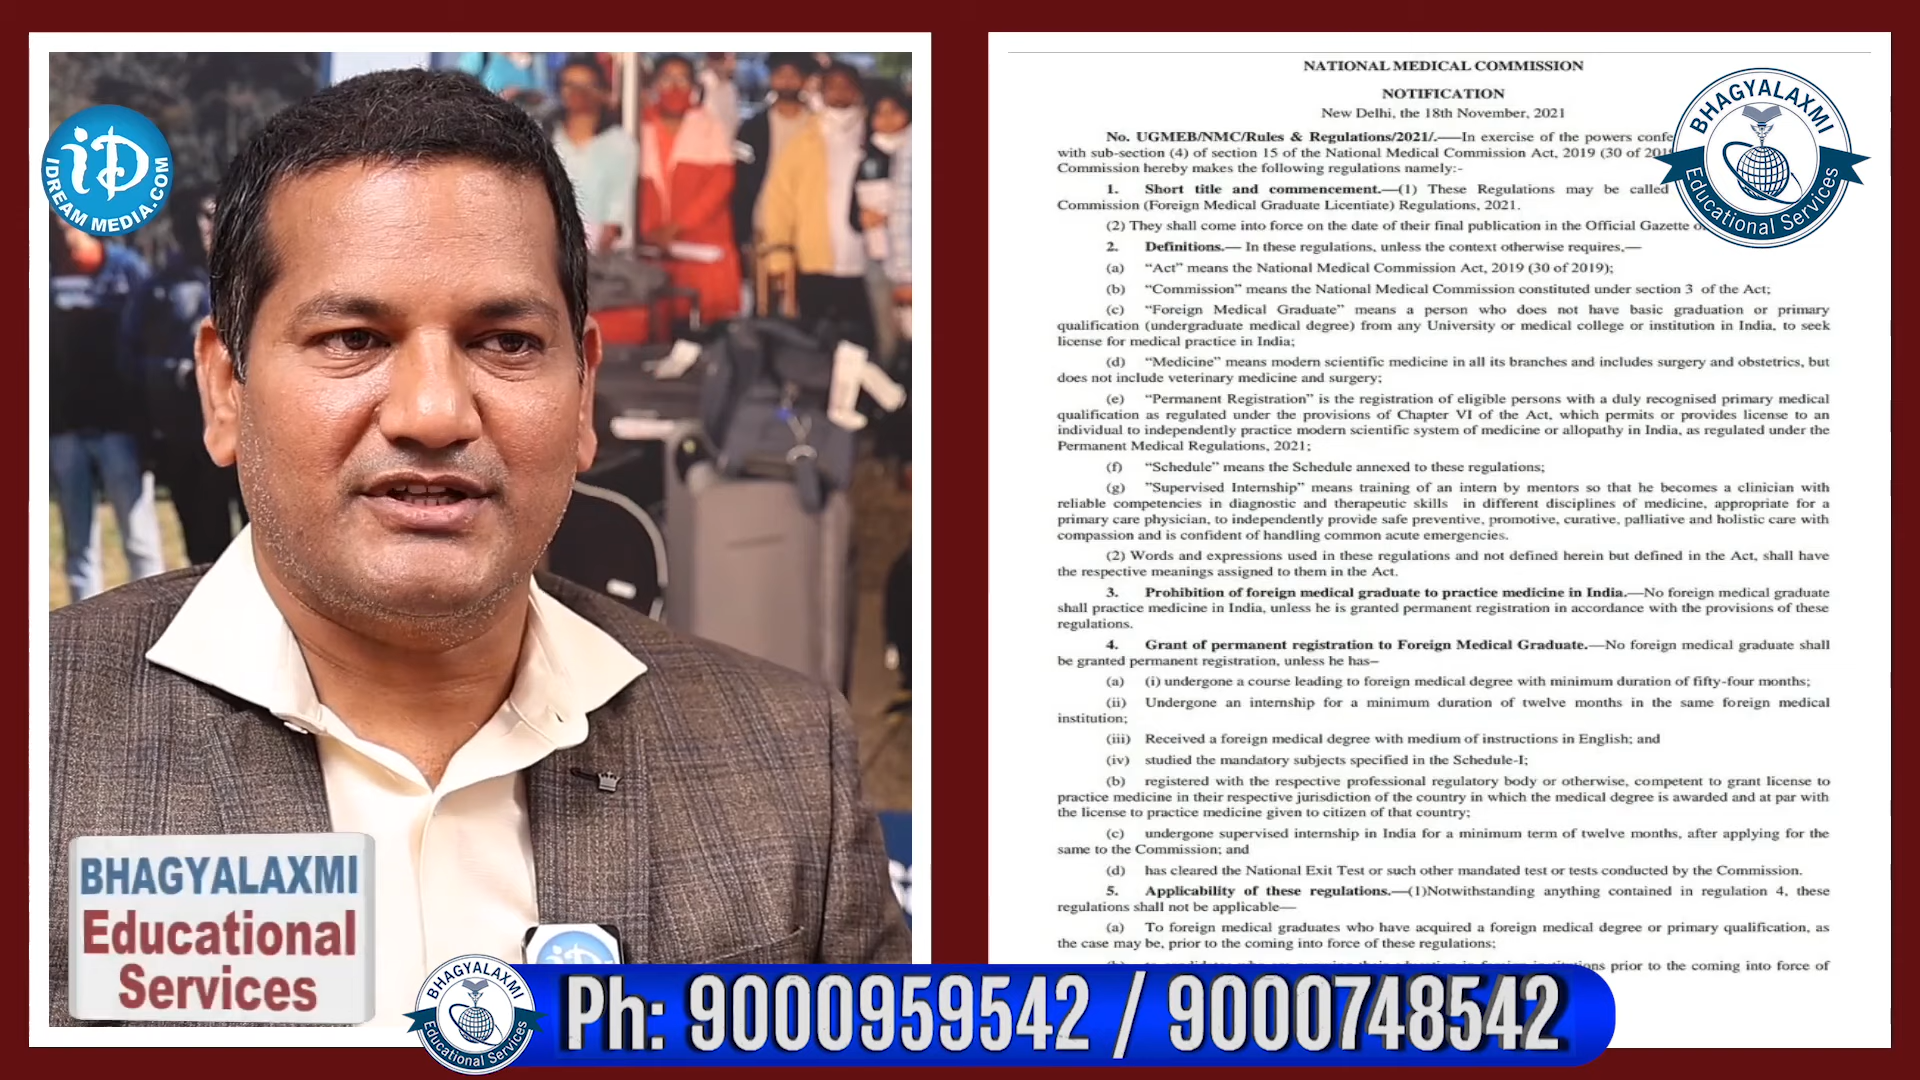 iD
IDREAM MEDIA.COM
BHAGYALAXMI
Educational
Services
NATIONAL MEDICAL COMMISSION
NOTIFICATION
New Delhi, the 18th November, 2021
No. UGMEB/NMC/Rules & Regulations/2021/.—In exercise of the powers
with sub-section (4) of section 15 of the National Medical Commission Act, 2019 (30 of
Commission hereby makes the following regulations namely:-
1. Short title and commencement.—(1) These Regulations may be called
Commission (Foreign Medical Graduate Licentiate) Regulations, 2021.
(2) They shall come into force on the date of their final publication in the Official Gazette
2. Definitions.— In these regulations, unless the context otherwise requires,—
(a) “Act” means the National Medical Commission Act, 2019 (30 of 2019);
(b) “Commission” means the National Medical Commission constituted under section 3 of the Act;
(c) “Foreign Medical Graduate” means a person who does not have basic graduation or primary
qualification (undergraduate medical degree) from any University or medical college or institution in India, to seek
license for medical practice in India;
(d) “Medicine” means modern scientific medicine in all its branches and includes surgery and obstetrics, but
does not include veterinary medicine and surgery;
(e) “Permanent Registration” is the registration of eligible persons with a duly recognised primary medical
qualification as regulated under the provisions of Chapter VI of the Act, which permits or provides license to an
individual to independently practice modern scientific system of medicine or allopathy in India, as regulated under the
Permanent Medical Regulations, 2021;
(f) “Schedule” means the Schedule annexed to these regulations;
(g) ”Supervised Internship” means training of an intern by mentors so that he becomes a clinician with
reliable competencies in diagnostic and therapeutic skills in different disciplines of medicine, appropriate for a
primary care physician, to independently provide safe preventive, promotive, curative, palliative and holistic care with
compassion and is confident of handling common acute emergencies.
(2) Words and expressions used in these regulations and not defined herein but defined in the Act, shall have
the respective meanings assigned to them in the Act.
3. Prohibition of foreign medical graduate to practice medicine in India.—No foreign medical graduate
shall practice medicine in India, unless he is granted permanent registration in accordance with the provisions of these
regulations.
4. Grant of permanent registration to Foreign Medical Graduate.—No foreign medical graduate shall
be granted permanent registration, unless he has–
(a) (i) undergone a course leading to foreign medical degree with minimum duration of fifty-four months;
(ii) Undergone an internship for a minimum duration of twelve months in the same foreign medical
institution;
(iii) Received a foreign medical degree with medium of instructions in English; and
(iv) studied the mandatory subjects specified in the Schedule-I;
(b) registered with the respective professional regulatory body or otherwise, competent to grant license to
practice medicine in their respective jurisdiction of the country in which the medical degree is awarded and at par with
the license to practice medicine given to citizen of that country;
(c) undergone supervised internship in India for a minimum term of twelve months, after applying for the
same to the Commission; and
(d) has cleared the National Exit Test or such other mandated test or tests conducted by the Commission.
5. Applicability of these regulations.—(1)Notwithstanding anything contained in regulation 4, these
regulations shall not be applicable—
(a) To foreign medical graduates who have acquired a foreign medical degree or primary qualification, as
the case may be, prior to the coming into force of these regulations;
prior to the coming into force of
BHAGYALAXMI
Educational Services
iD
BHAGYALAXMI
Educational Services
Ph: 9000959542 / 9000748542